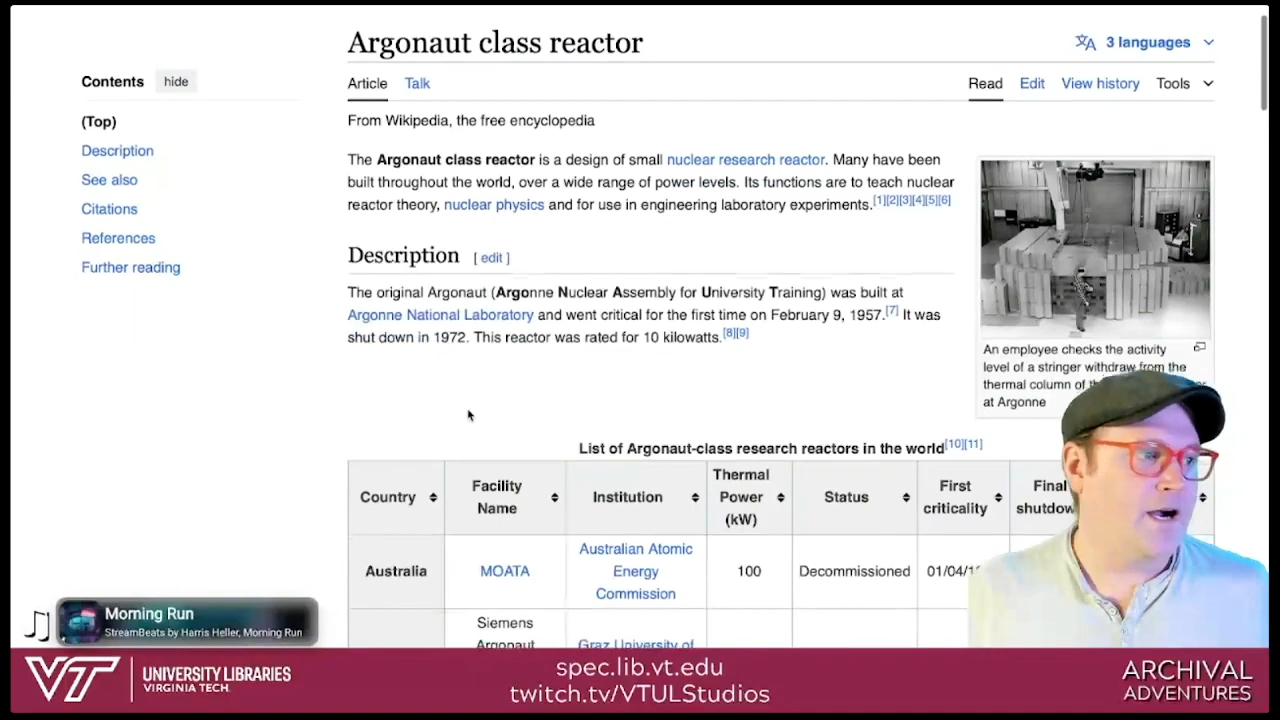 Argonaut class reactor
3 languages
Contents hide
Article Talk
Read Edit View history Tools
(Top)
Description
See also
Citations
References
Further reading
From Wikipedia, the free encyclopedia
The Argonaut class reactor is a design of small nuclear research reactor. Many have been
built throughout the world, over a wide range of power levels. Its functions are to teach nuclear
reactor theory, nuclear physics and for use in engineering laboratory experiments.[1][2][3][4][5][6]
Description [ edit ]
The original Argonaut (Argonne Nuclear Assembly for University Training) was built at
Argonne National Laboratory and went critical for the first time on February 9, 1957.[7] It was
shut down in 1972. This reactor was rated for 10 kilowatts.[8][9]
An employee checks the activity
level of a stringer withdraw from the
thermal column of
at Argonne
List of Argonaut-class research reactors in the world[10][11]
Country
Facility
Name
Institution
Thermal
Power
(kW)
Status
First
criticality
Final
Australia
MOATA
Australian Atomic
Energy
Commission
100
Decommissioned
01/04/
Siemens
Argonaut
Graz University of
Morning Run
StreamBeats by Harris Heller, Morning Run
VT
UNIVERSITY LIBRARIES
VIRGINIA TECH.
spec.lib.vt.edu
twitch.tv/VTULStudios
ARCHIVAL
ADVENTURES